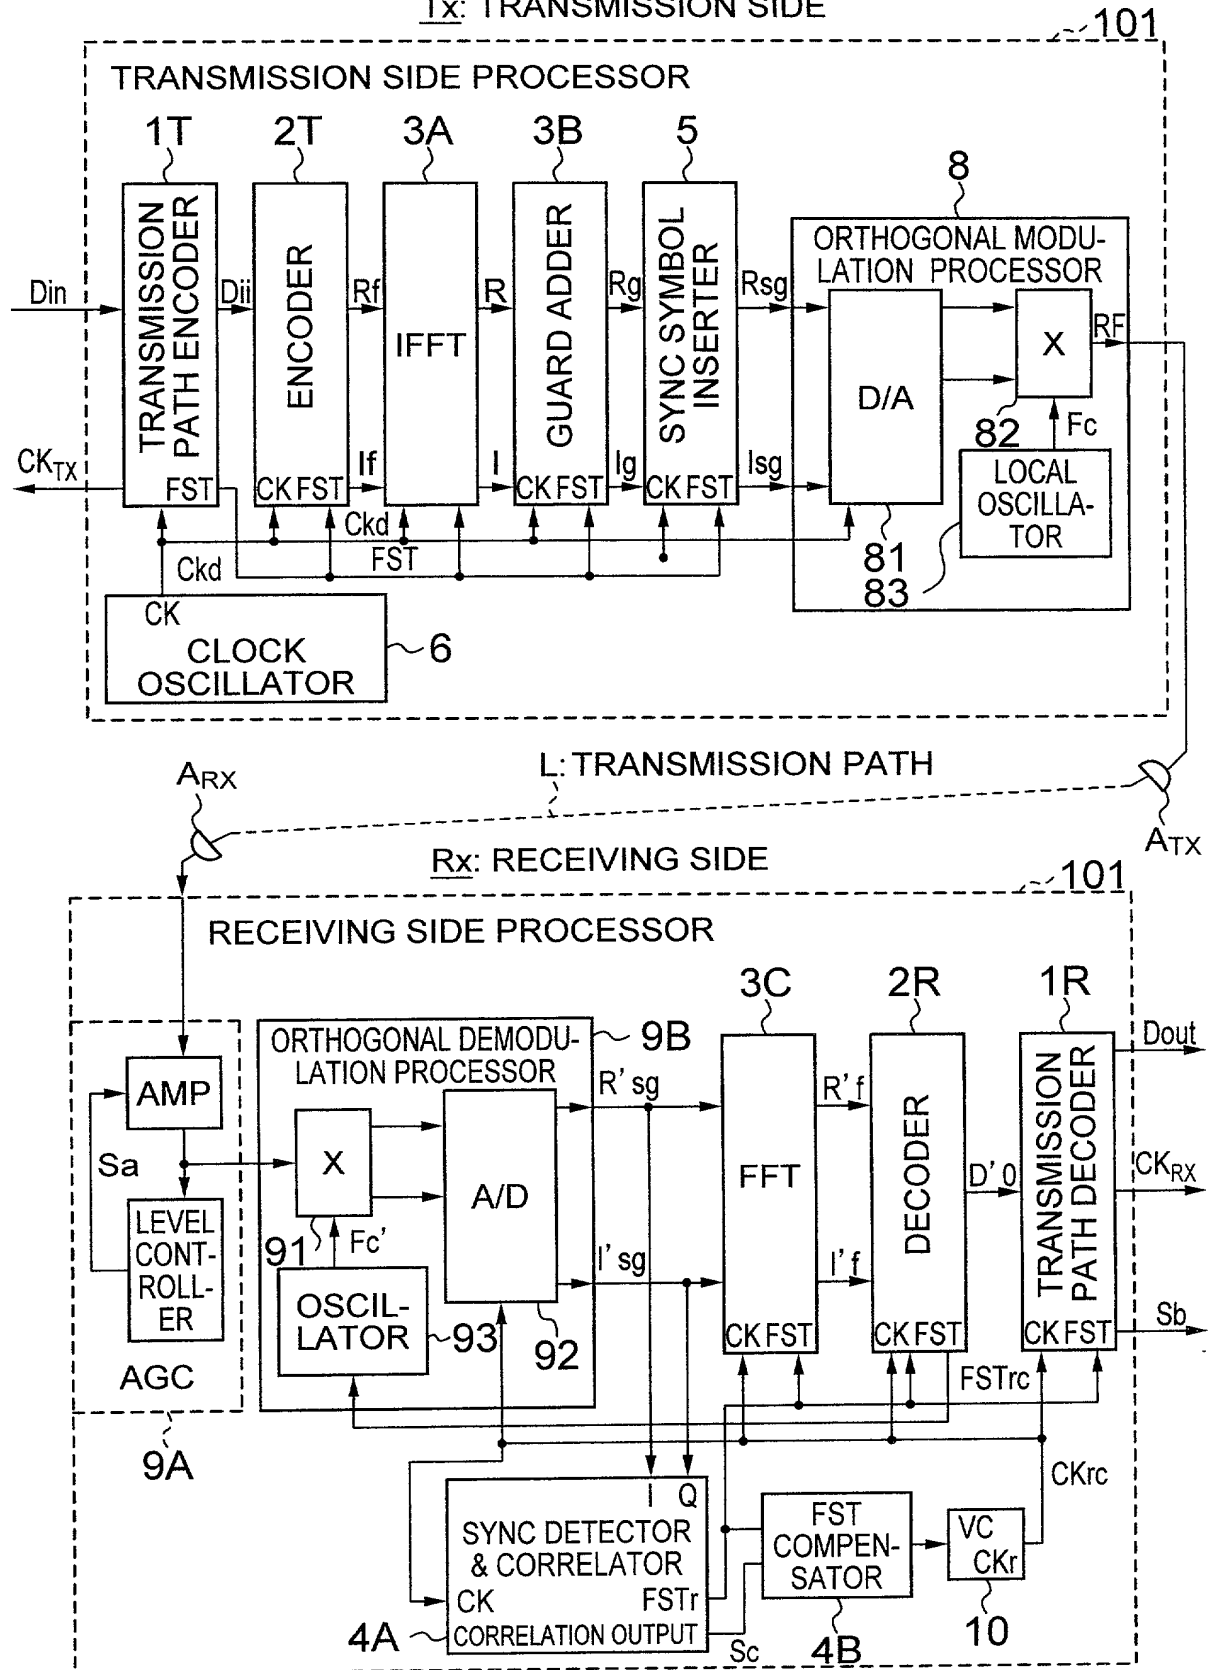 Tx: TRANSMISSION SIDE
101
TRANSMISSION SIDE PROCESSOR
1T
2T
3A
3B
5
8
TRANSMISSION
PATH ENCODER
FST
ENCODER
CK FST
IFFT
GUARD ADDER
CK FST
SYNC SYMBOL
INSERTER
CK FST
ORTHOGONAL MODU-
LATION PROCESSOR
D/A
X
LOCAL
OSCILLA-
TOR
Din
Dii
Rf
R
Rg
Rsg
RF
CKTX
If
I
Ig
Isg
82
Fc
Ckd
FST
Ckd
81
83
CK
CLOCK
OSCILLATOR
6
L: TRANSMISSION PATH
ARX
ATX
Rx: RECEIVING SIDE
101
RECEIVING SIDE PROCESSOR
3C
2R
1R
9B
ORTHOGONAL DEMODU-
LATION PROCESSOR
AMP
Sa
LEVEL
CONT-
ROLL-
ER
AGC
9A
X
91
Fc'
OSCIL-
LATOR
93
A/D
92
R' sg
I' sg
FFT
CK FST
R' f
I' f
DECODER
CK FST
D' 0
TRANSMISSION
PATH DECODER
CK FST
Dout
CKRX
Sb
FSTrc
CKrc
I Q
SYNC DETECTOR
& CORRELATOR
CK
FSTr
CORRELATION OUTPUT
4A
Sc
FST
COMPEN-
SATOR
4B
VC
CKr
10